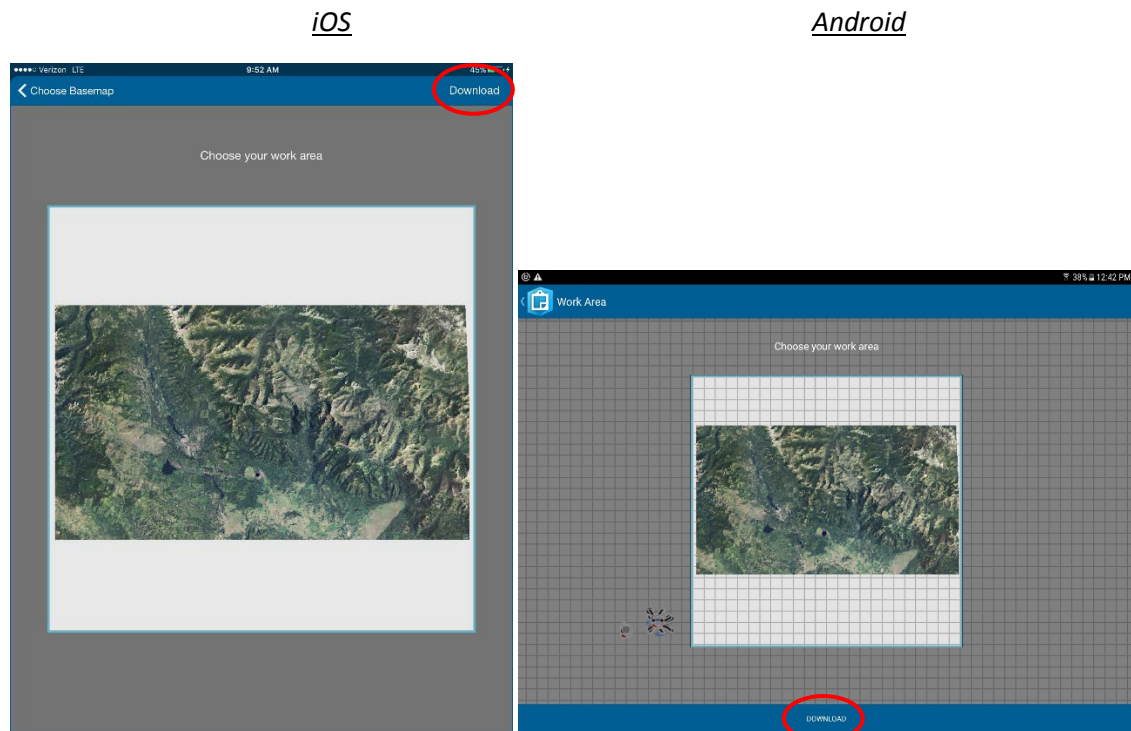 iOS
Android
Verizon LTE
9:52 AM
45%
Choose Basemap
Download
Choose your work area
38%
12:42 PM
Work Area
Choose your work area
DOWNLOAD